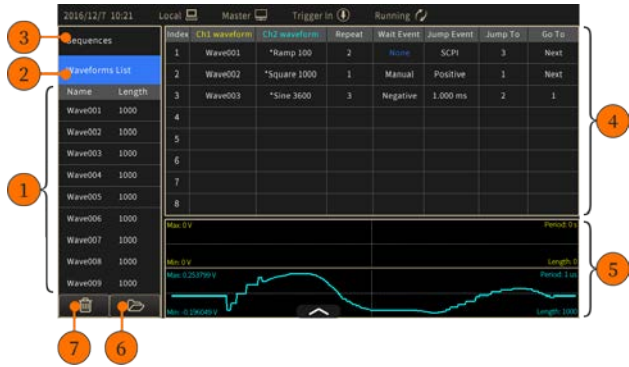 2016/12/7 10:21 Local Master Trigger In Running
3 Sequences
2 Waveforms List
Name Length
Wave001 1000
Wave002 1000
Wave003 1000
Wave004 1000
1 Wave005 1000
Wave006 1000
Wave007 1000
Wave008 1000
Wave009 1000
7 6
Index Ch1 waveform Ch2 waveform Repeat Wait Event Jump Event Jump To Go To
1 Wave001 *Ramp 100 2 None SCPI 3 Next
2 Wave002 *Square 1000 1 Manual Positive 1 Next
3 Wave003 *Sine 3600 3 Negative 1.000 ms 2 1
4
5
6
7
8
4
Max: 0 V Period: 0 s
Min: 0 V Length: 0
5
Max: 0.253799 V Period: 1 us
Min: -0.196049 V Length: 1000